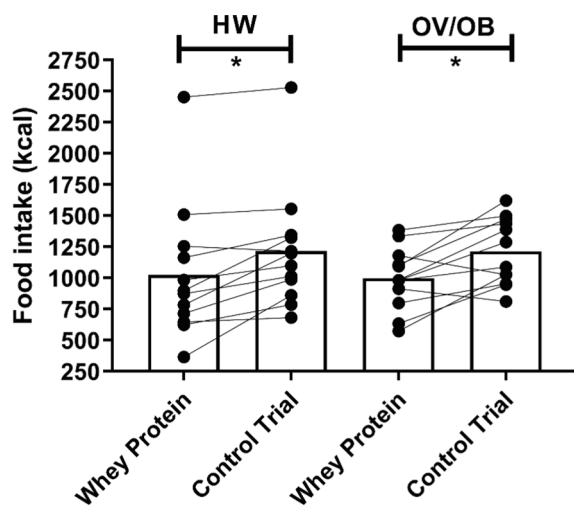 HW
OV/OB
*
*
Food intake (kcal)
2750
2500
2250
2000
1750
1500
1250
1000
750
500
250
Whey Protein
Control Trial
Whey Protein
Control Trial